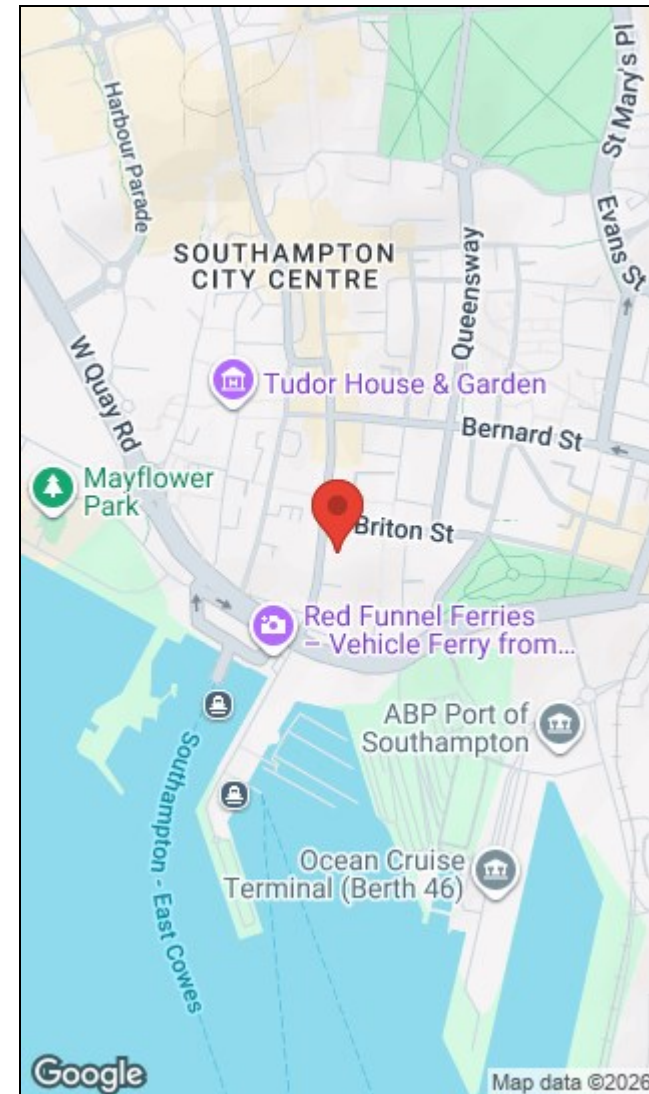 St Mary's Pl
Harbour Parade
Evans St
SOUTHAMPTON
CITY CENTRE
Queensway
W Quay Rd
Tudor House & Garden
Bernard St
Mayflower
Park
Briton St
Red Funnel Ferries
– Vehicle Ferry from...
ABP Port of
Southampton
Southampton - East Cowes
Ocean Cruise
Terminal (Berth 46)
Google
Map data ©2026